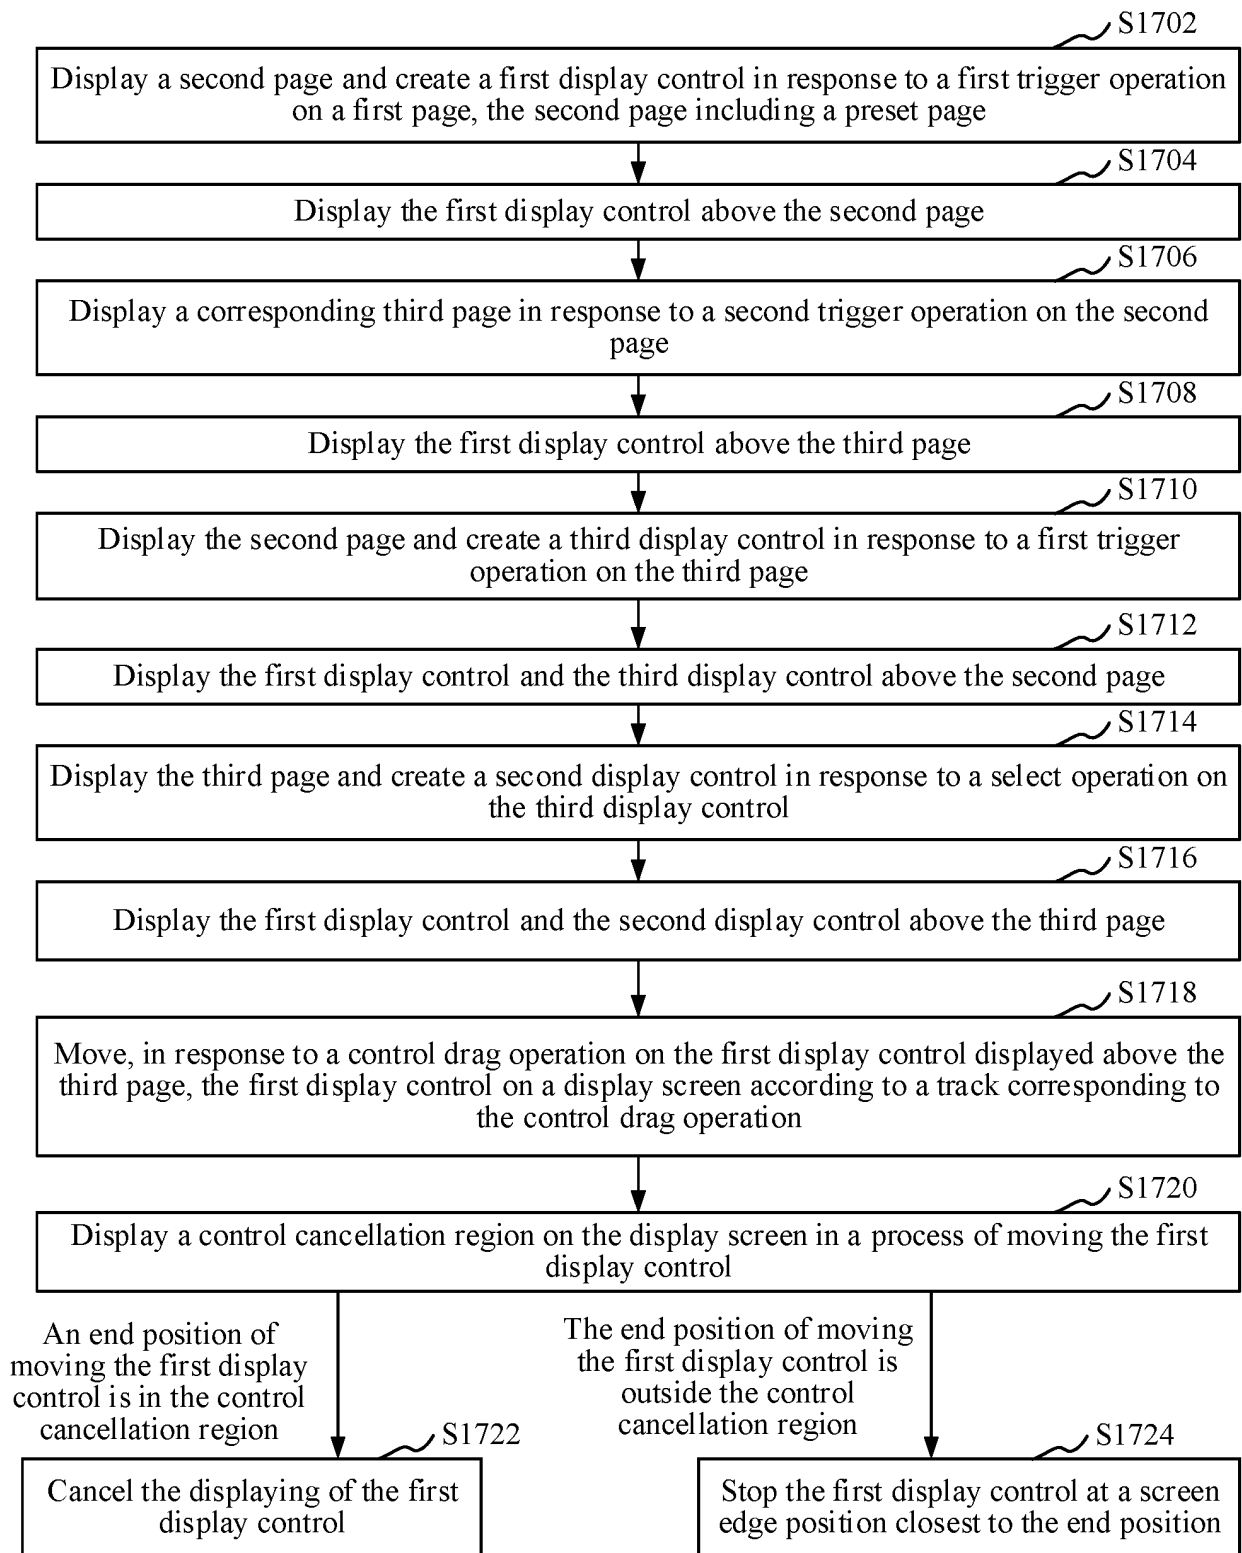 S1702
Display a second page and create a first display control in response to a first trigger operation
on a first page, the second page including a preset page
S1704
Display the first display control above the second page
S1706
Display a corresponding third page in response to a second trigger operation on the second
page
S1708
Display the first display control above the third page
S1710
Display the second page and create a third display control in response to a first trigger
operation on the third page
S1712
Display the first display control and the third display control above the second page
S1714
Display the third page and create a second display control in response to a select operation on
the third display control
S1716
Display the first display control and the second display control above the third page
S1718
Move, in response to a control drag operation on the first display control displayed above the
third page, the first display control on a display screen according to a track corresponding to
the control drag operation
S1720
Display a control cancellation region on the display screen in a process of moving the first
display control
An end position of
moving the first display
control is in the control
cancellation region
The end position of moving
the first display control is
outside the control
cancellation region
S1722
Cancel the displaying of the first
display control
S1724
Stop the first display control at a screen
edge position closest to the end position